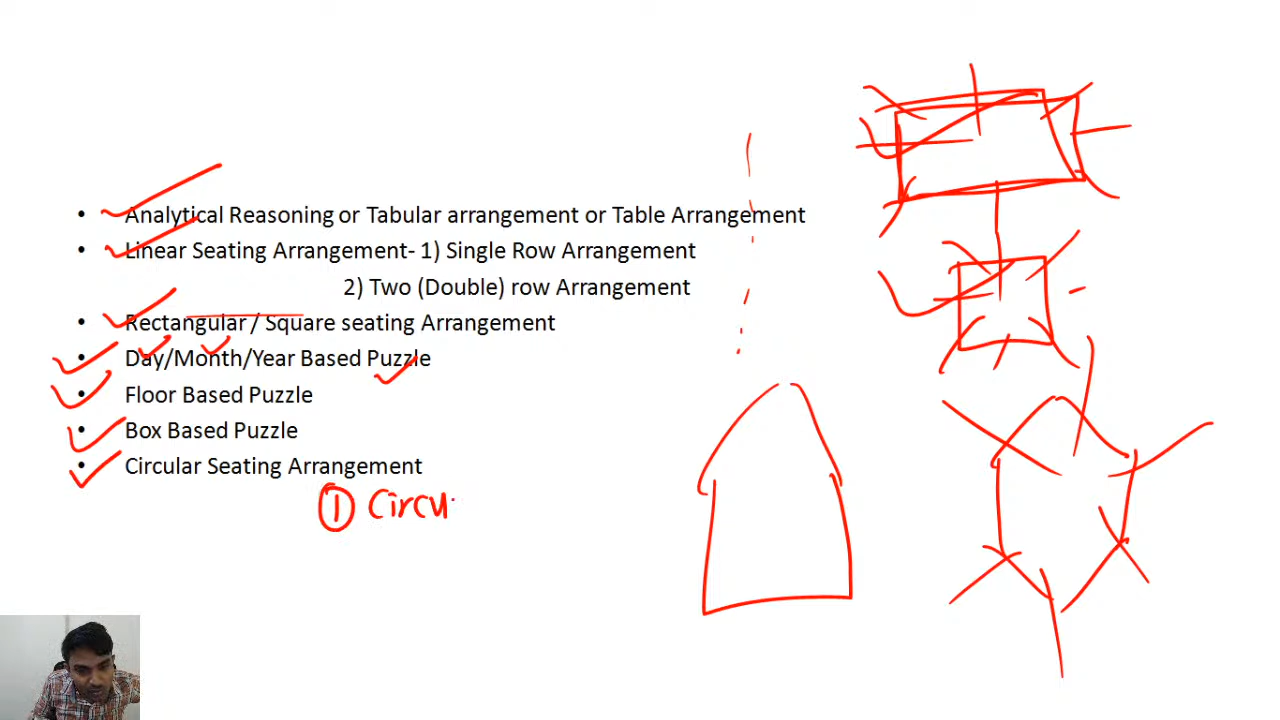 • Analytical Reasoning or Tabular arrangement or Table Arrangement
• Linear Seating Arrangement- 1) Single Row Arrangement
2) Two (Double) row Arrangement
• Rectangular / Square seating Arrangement
• Day/Month/Year Based Puzzle
• Floor Based Puzzle
• Box Based Puzzle
• Circular Seating Arrangement
① Circu